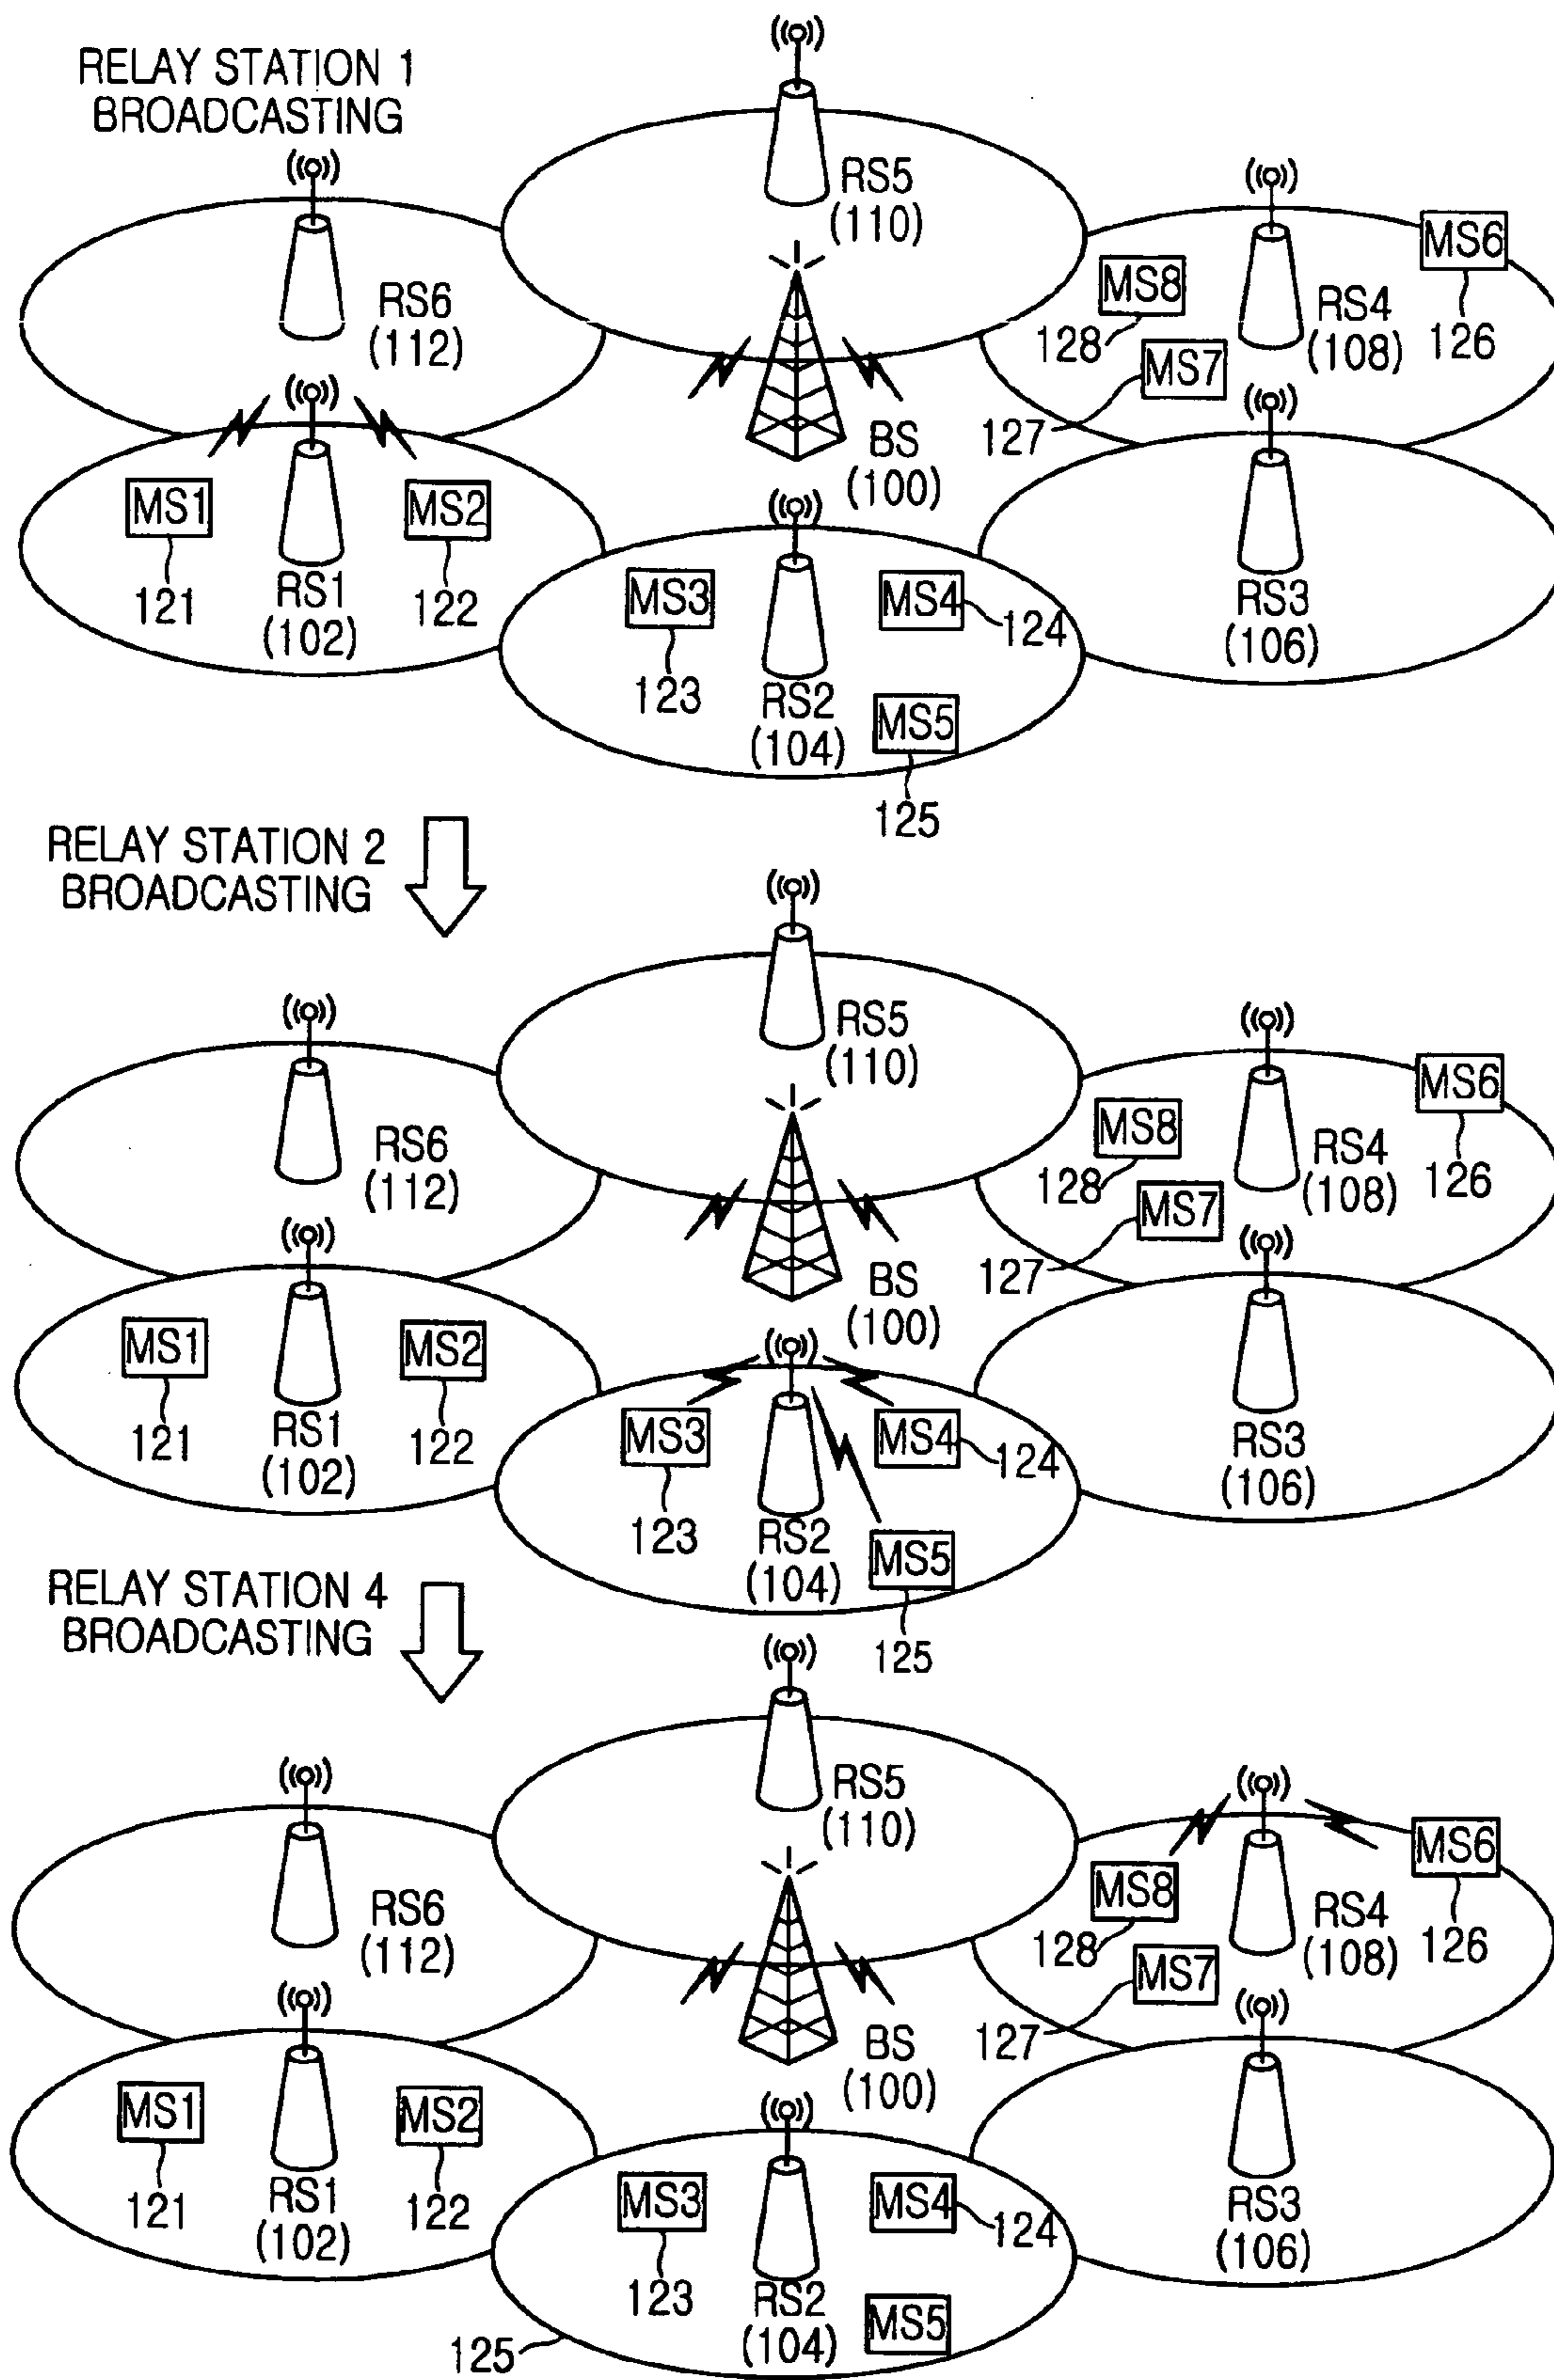 RELAY STATION 1
BROADCASTING
RS5
(110)
MS6
MS8
RS6
(112)
RS4
(108)
126
128
MS7
127
BS
(100)
MS1
MS2
121
RS1
(102)
122
MS3
MS4
124
RS3
(106)
123
RS2
(104)
MS5
125
RELAY STATION 2
BROADCASTING
RS5
(110)
MS6
MS8
RS6
(112)
RS4
(108)
126
128
MS7
127
BS
(100)
MS1
MS2
121
RS1
(102)
122
MS3
MS4
124
RS3
(106)
123
RS2
(104)
MS5
125
RELAY STATION 4
BROADCASTING
RS5
(110)
MS6
MS8
RS6
(112)
RS4
(108)
126
128
MS7
127
BS
(100)
MS1
MS2
121
RS1
(102)
122
MS3
MS4
124
RS3
(106)
123
RS2
(104)
MS5
125